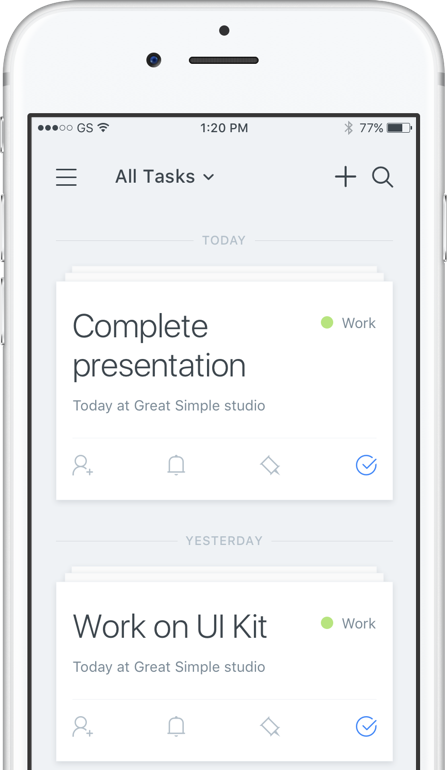 GS 1:20 PM 77%
All Tasks
TODAY
Complete
presentation
Work
Today at Great Simple studio
YESTERDAY
Work on UI Kit
Work
Today at Great Simple studio